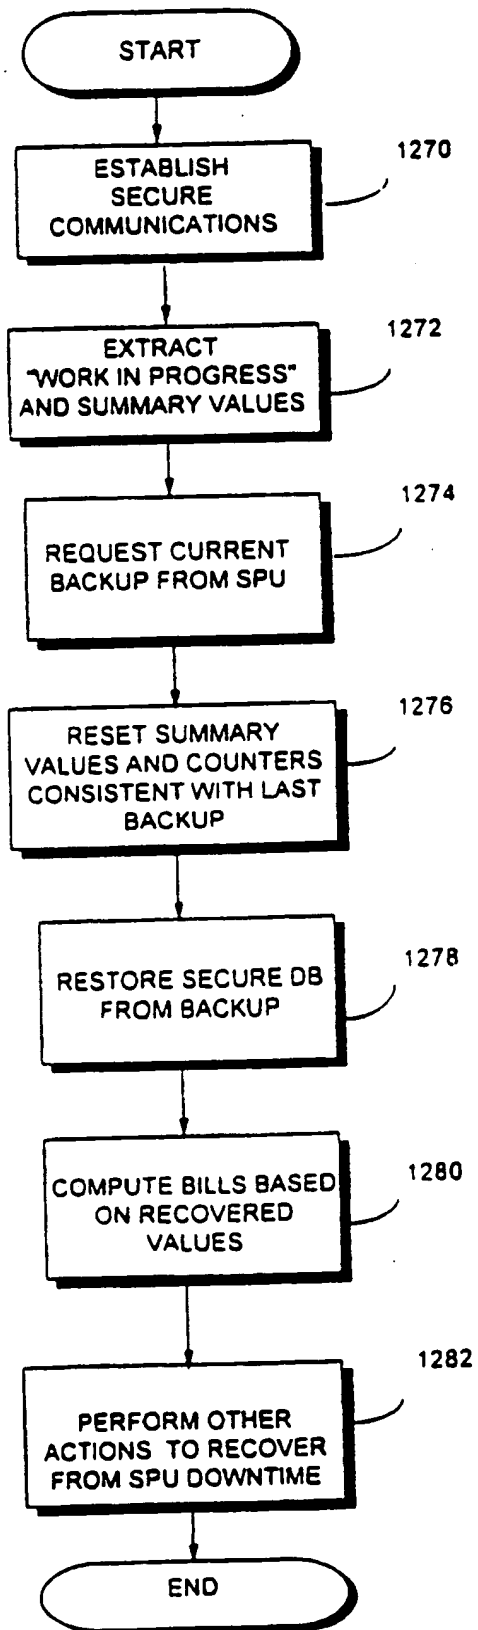 START
1270
ESTABLISH
SECURE
COMMUNICATIONS
1272
EXTRACT
"WORK IN PROGRESS"
AND SUMMARY VALUES
1274
REQUEST CURRENT
BACKUP FROM SPU
1276
RESET SUMMARY
VALUES AND COUNTERS
CONSISTENT WITH LAST
BACKUP
1278
RESTORE SECURE DB
FROM BACKUP
1280
COMPUTE BILLS BASED
ON RECOVERED
VALUES
1282
PERFORM OTHER
ACTIONS TO RECOVER
FROM SPU DOWNTIME
END